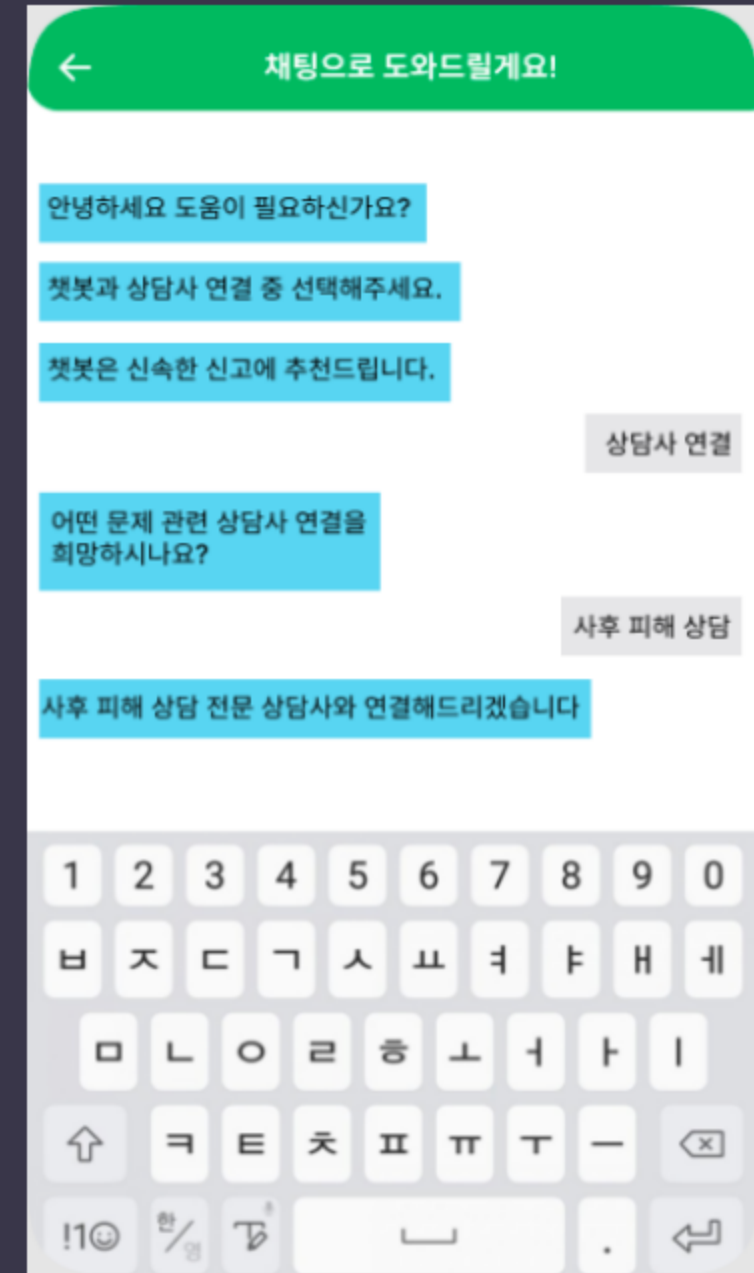 채팅으로 도와드릴게요!
안녕하세요 도움이 필요하신가요?
챗봇과 상담사 연결 중 선택해주세요.
챗봇은 신속한 신고에 추천드립니다.
상담사 연결
어떤 문제 관련 상담사 연결을
희망하시나요?
사후 피해 상담
사후 피해 상담 전문 상담사와 연결해드리겠습니다
1 2 3 4 5 6 7 8 9 0
ㅂ ㅈ ㄷ ㄱ ㅅ ㅛ ㅕ ㅑ ㅐ ㅔ
ㅁ ㄴ ㅇ ㄹ ㅎ ㅗ ㅓ ㅏ ㅣ
ㅋ ㅌ ㅊ ㅍ ㅠ ㅜ ㅡ
!1☺ 한/영 .